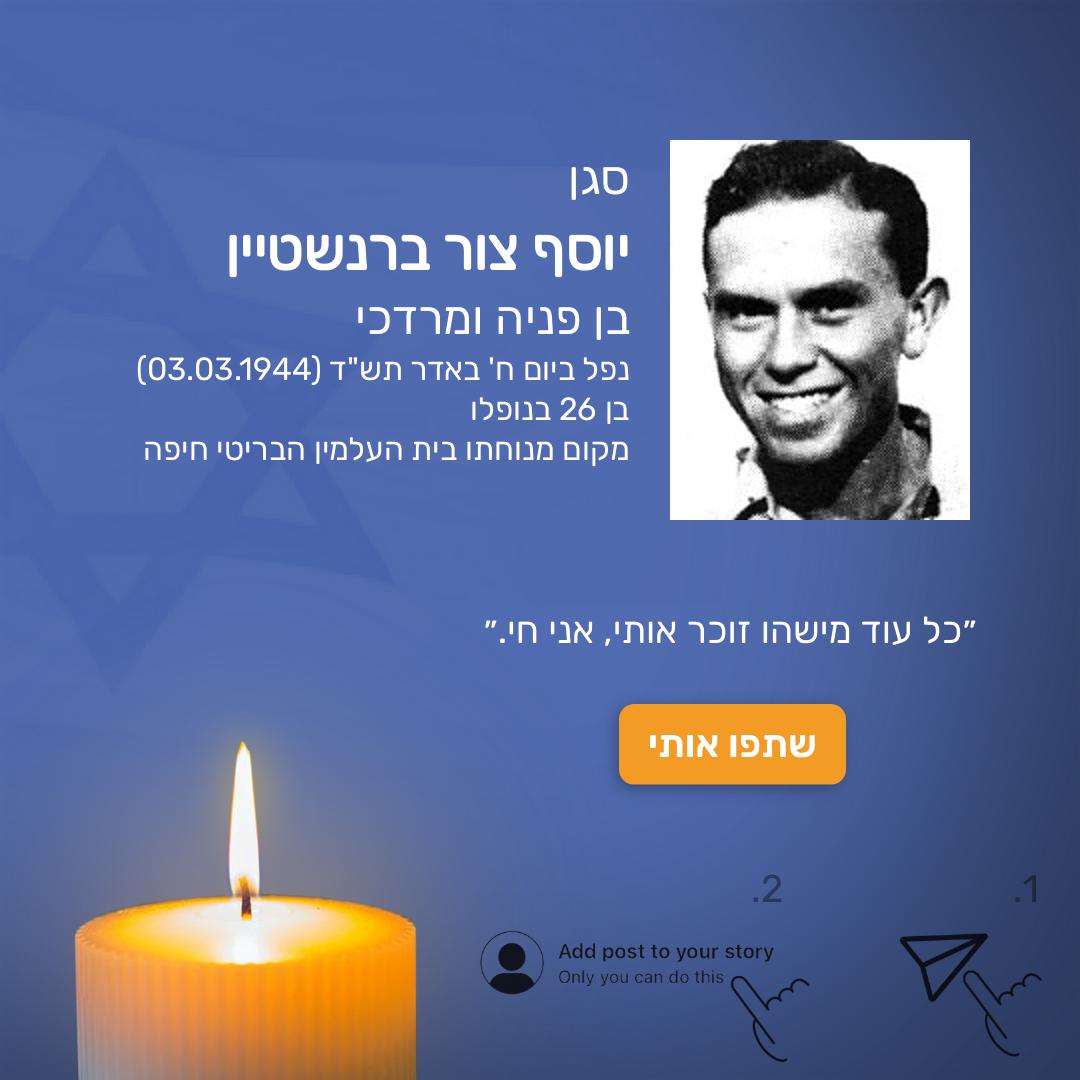 סגן
יוסף צור ברנשטיין
בן פניה ומרדכי
נפל ביום ח' באדר תש"ד (03.03.1944)
בן 26 בנופלו
מקום מנוחתו בית העלמין הבריטי חיפה
״כל עוד מישהו זוכר אותי, אני חי.״
שתפו אותי
.1
.2
Add post to your story
Only you can do this